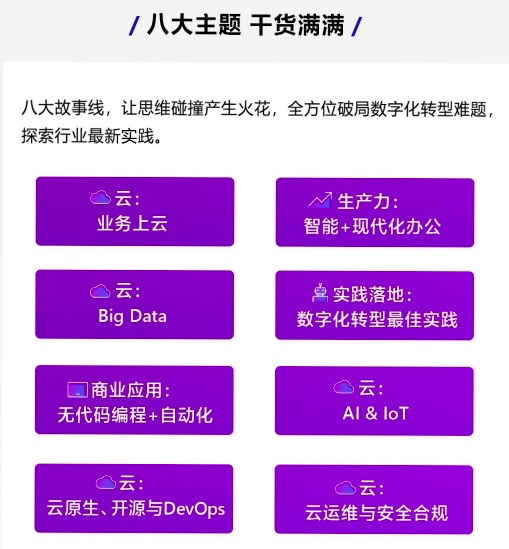 / 八大主题 干货满满 /
八大故事线，让思维碰撞产生火花，全方位破局数字化转型难题，
探索行业最新实践。
云：
业务上云
生产力：
智能+现代化办公
云：
Big Data
实践落地：
数字化转型最佳实践
商业应用：
无代码编程+自动化
云：
AI & IoT
云：
云原生、开源与DevOps
云：
云运维与安全合规